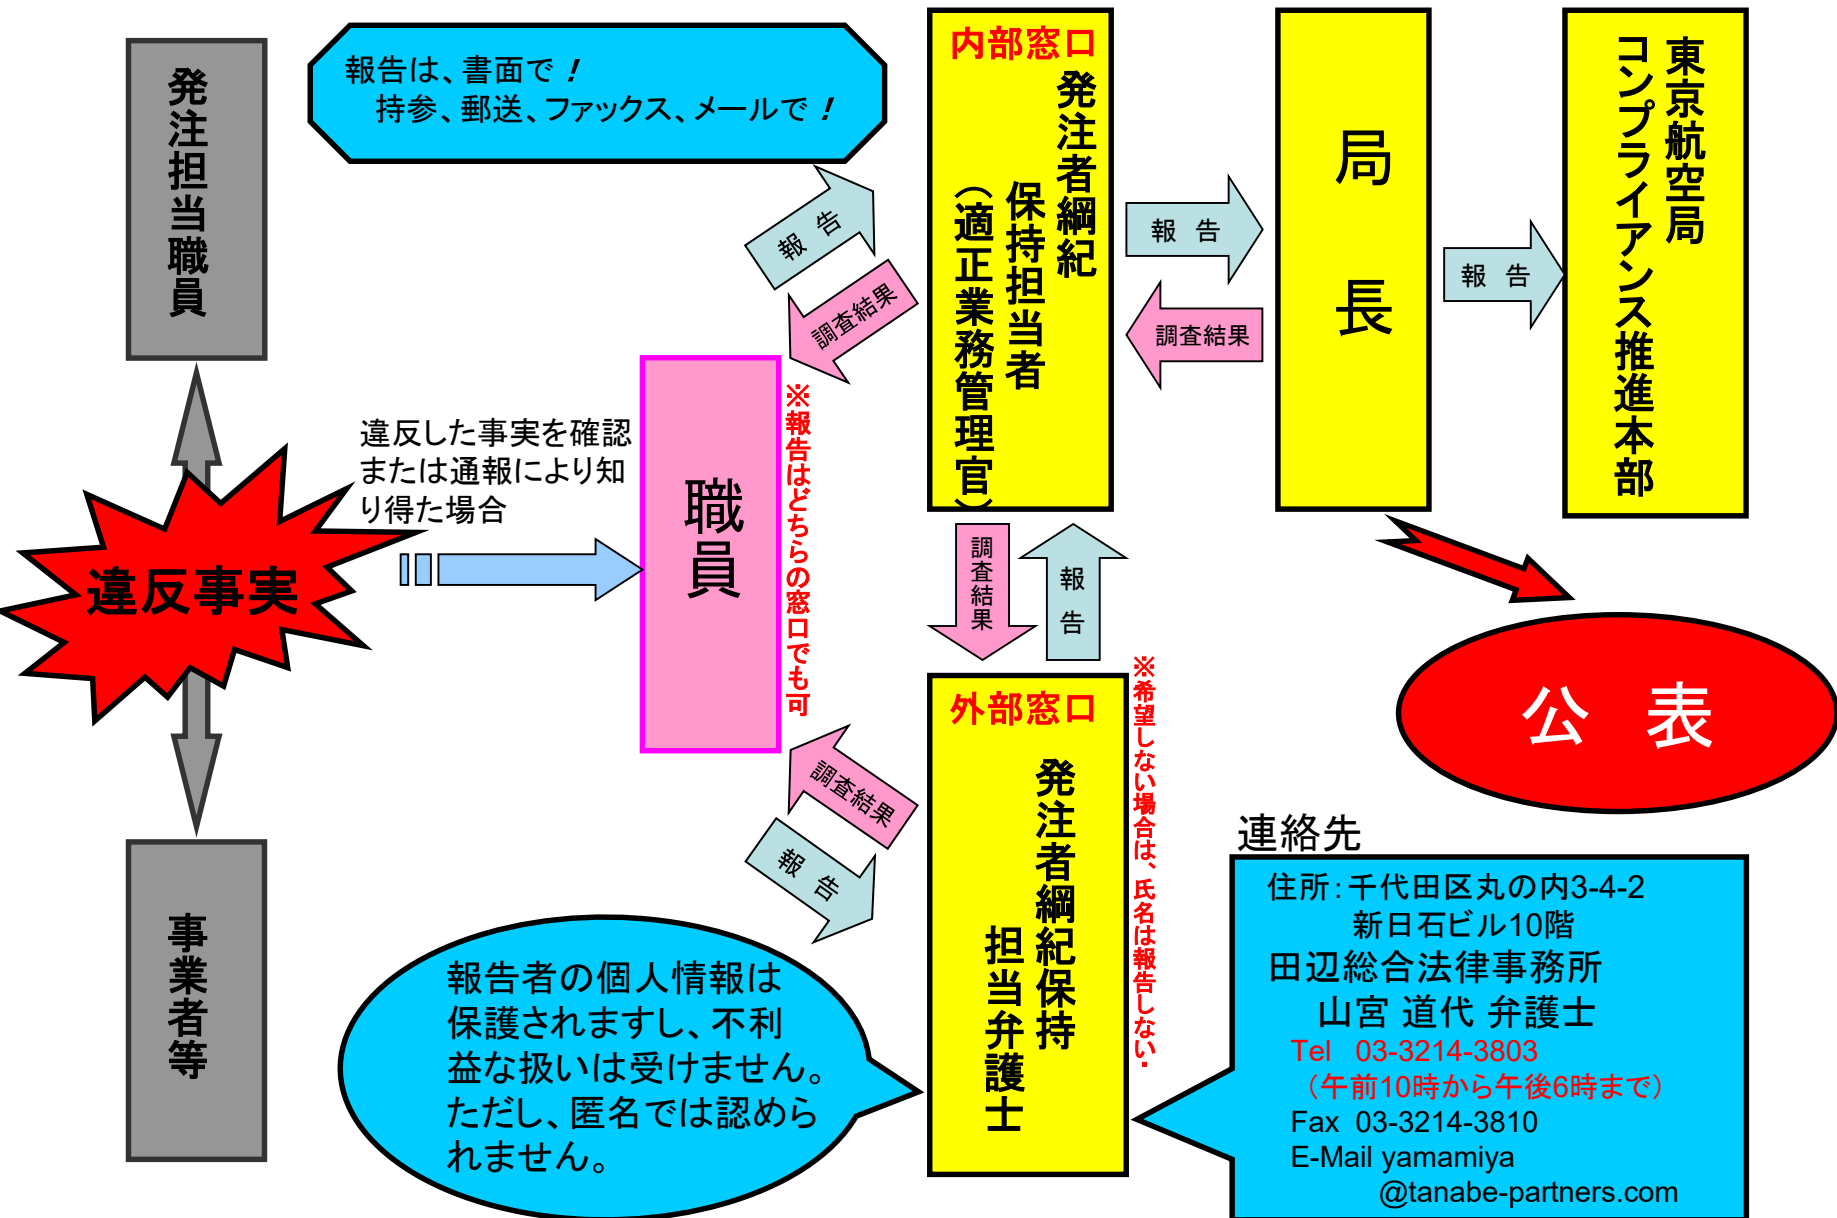 発注担当職員
報告は、書面で！
持参、郵送、ファックス、メールで！
内部窓口
発注者綱紀
保持担当者
（適正業務管理官）
局長
東京航空局
コンプライアンス推進本部
報告
調査結果
報告
調査結果
報告
違反した事実を確認
または通報により知
り得た場合
違反事実
職員
※報告はどちらの窓口でも可
調査結果
報告
公表
外部窓口
発注者綱紀保持
担当弁護士
※希望しない場合は、氏名は報告しない・
調査結果
報告
事業者等
報告者の個人情報は
保護されますし、不利
益な扱いは受けません。
ただし、匿名では認めら
れません。
連絡先
住所：千代田区丸の内3-4-2
新日石ビル10階
田辺総合法律事務所
山宮 道代 弁護士
Tel 03-3214-3803
（午前10時から午後6時まで）
Fax 03-3214-3810
E-Mail yamamiya
@tanabe-partners.com